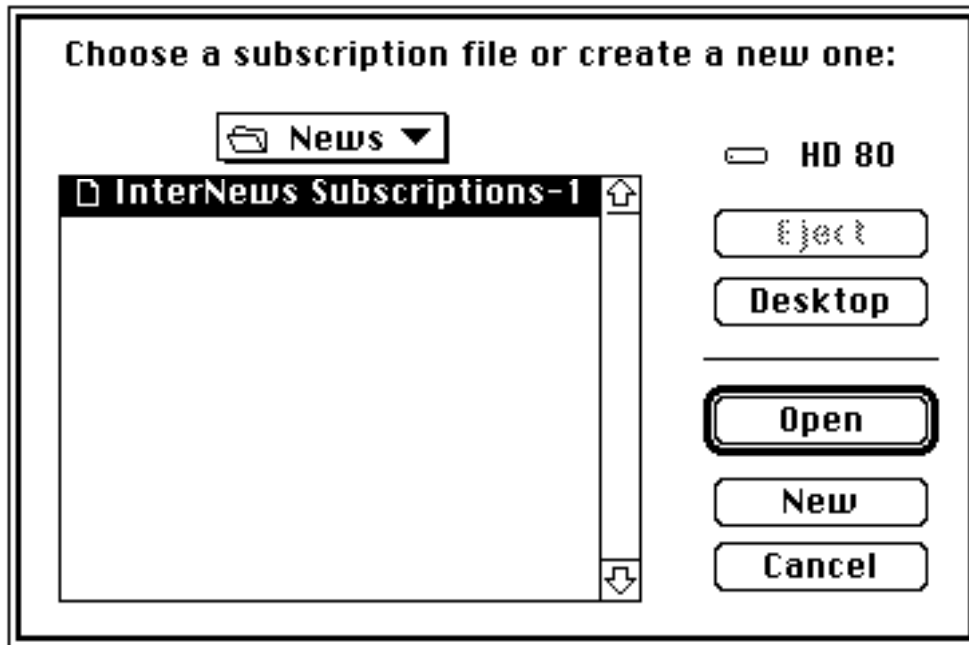 Choose a subscription file or create a new one:
News
HD 80
InterNews Subscriptions-1
Eject
Desktop
Open
New
Cancel